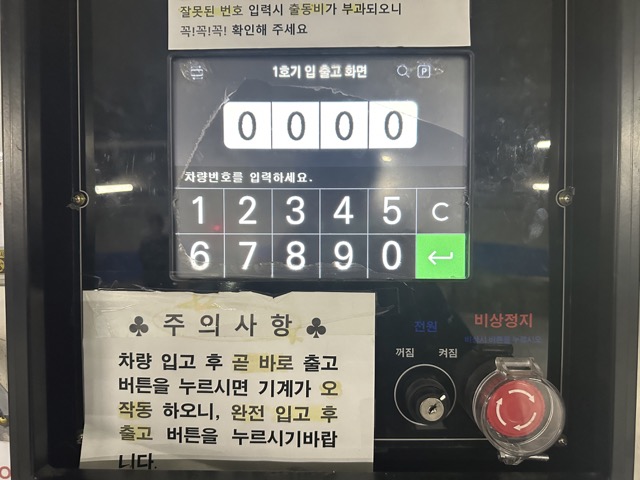 잘못된 번호 입력시 출동비가 부과되오니
꼭!꼭!꼭! 확인해 주세요
1호기 입 출고 화면
P
0 0 0 0
차량번호를 입력하세요.
1 2 3 4 5 C
6 7 8 9 0
♣ 주 의 사 항 ♣
차량 입고 후 곧 바로 출고
버튼을 누르시면 기계가 오
작동 하오니, 완전 입고 후
출고 버튼을 누르시기바랍
니다.
전원
꺼짐 켜짐
비상정지